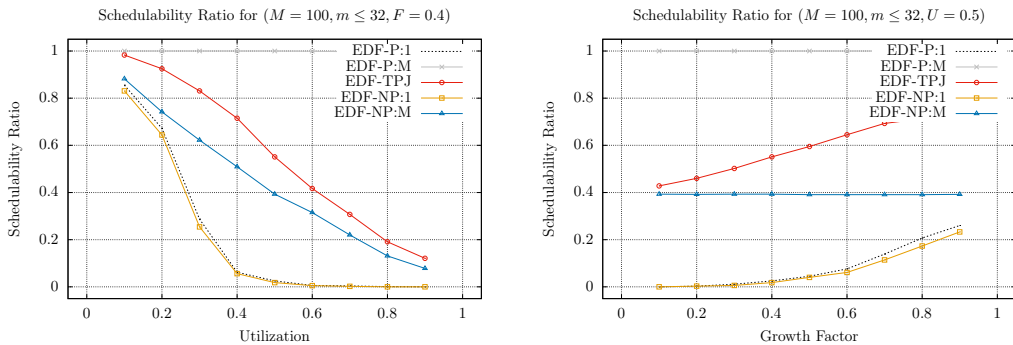 Schedulability Ratio for (M = 100, m ≤ 32, F = 0.4)
Schedulability Ratio
1
0.8
0.6
0.4
0.2
0
0 0.2 0.4 0.6 0.8 1
Utilization
EDF-P:1
EDF-P:M
EDF-TPJ
EDF-NP:1
EDF-NP:M
Schedulability Ratio for (M = 100, m ≤ 32, U = 0.5)
Schedulability Ratio
1
0.8
0.6
0.4
0.2
0
0 0.2 0.4 0.6 0.8 1
Growth Factor
EDF-P:1
EDF-P:M
EDF-TPJ
EDF-NP:1
EDF-NP:M